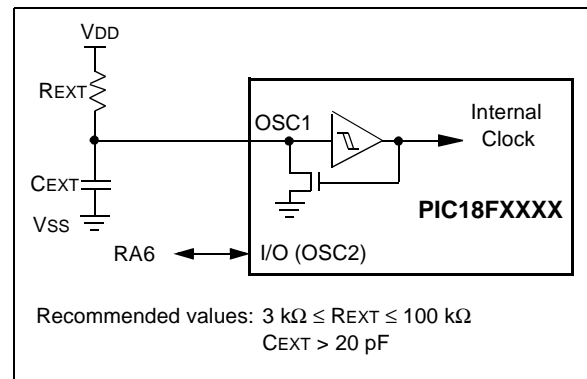 VDD
REXT
OSC1
Internal
Clock
CEXT
PIC18FXXXX
VSS
RA6
I/O (OSC2)
Recommended values: 3 kΩ ≤ REXT ≤ 100 kΩ
CEXT > 20 pF